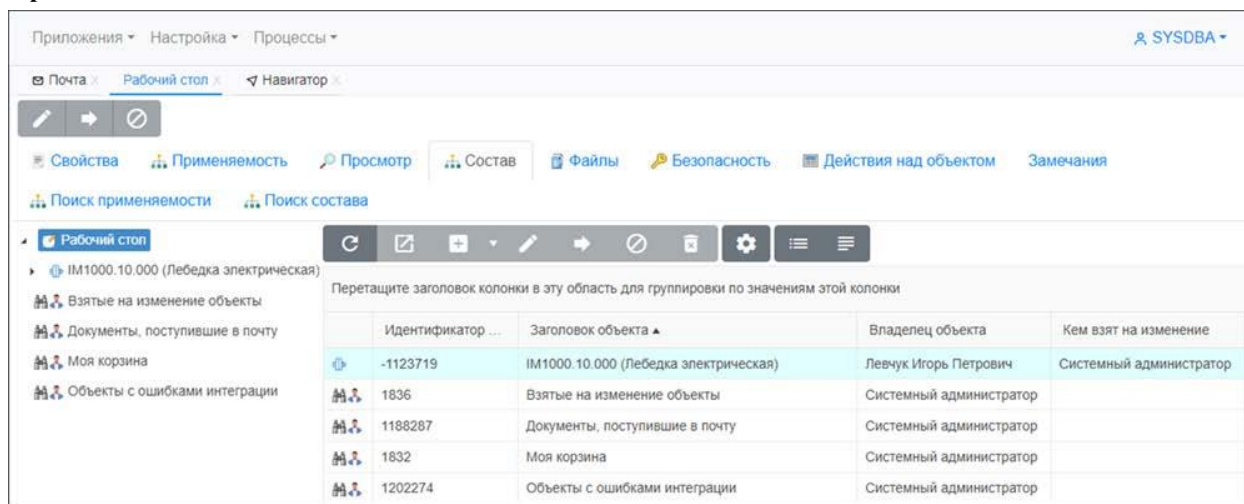 Приложения Настройка Процессы SYSDBA
Почта Рабочий стол Навигатор
Свойства Применяемость Просмотр Состав Файлы Безопасность Действия над объектом Замечания
Поиск применяемости Поиск состава
Рабочий стол
IM1000.10.000 (Лебедка электрическая)
Взятые на изменение объекты
Документы, поступившие в почту
Моя корзина
Объекты с ошибками интеграции
Перетащите заголовок колонки в эту область для группировки по значениям этой колонки
Идентификатор ... Заголовок объекта Владелец объекта Кем взят на изменение
-1123719 IM1000.10.000 (Лебедка электрическая) Левчук Игорь Петрович Системный администратор
1836 Взятые на изменение объекты Системный администратор
1188287 Документы, поступившие в почту Системный администратор
1832 Моя корзина Системный администратор
1202274 Объекты с ошибками интеграции Системный администратор